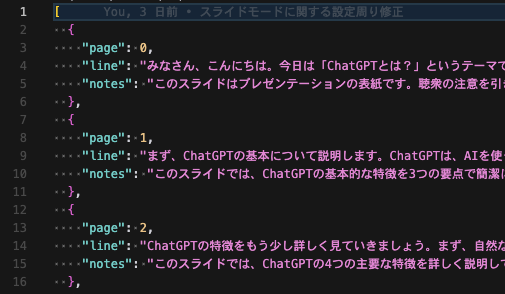 1 [ You, 3 日前 • スライドモードに関する設定周り修正
2 {
3 "page": 0,
4 "line": "みなさん、こんにちは。今日は「ChatGPTとは？」というテーマで
5 "notes": "このスライドはプレゼンテーションの表紙です。聴衆の注意を引き
6 },
7 {
8 "page": 1,
9 "line": "まず、ChatGPTの基本について説明します。ChatGPTは、AIを使
10 "notes": "このスライドでは、ChatGPTの基本的な特徴を3つの要点で簡潔に
11 },
12 {
13 "page": 2,
14 "line": "ChatGPTの特徴をもう少し詳しく見ていきましょう。まず、自然な
15 "notes": "このスライドでは、ChatGPTの4つの主要な特徴を詳しく説明して
16 },